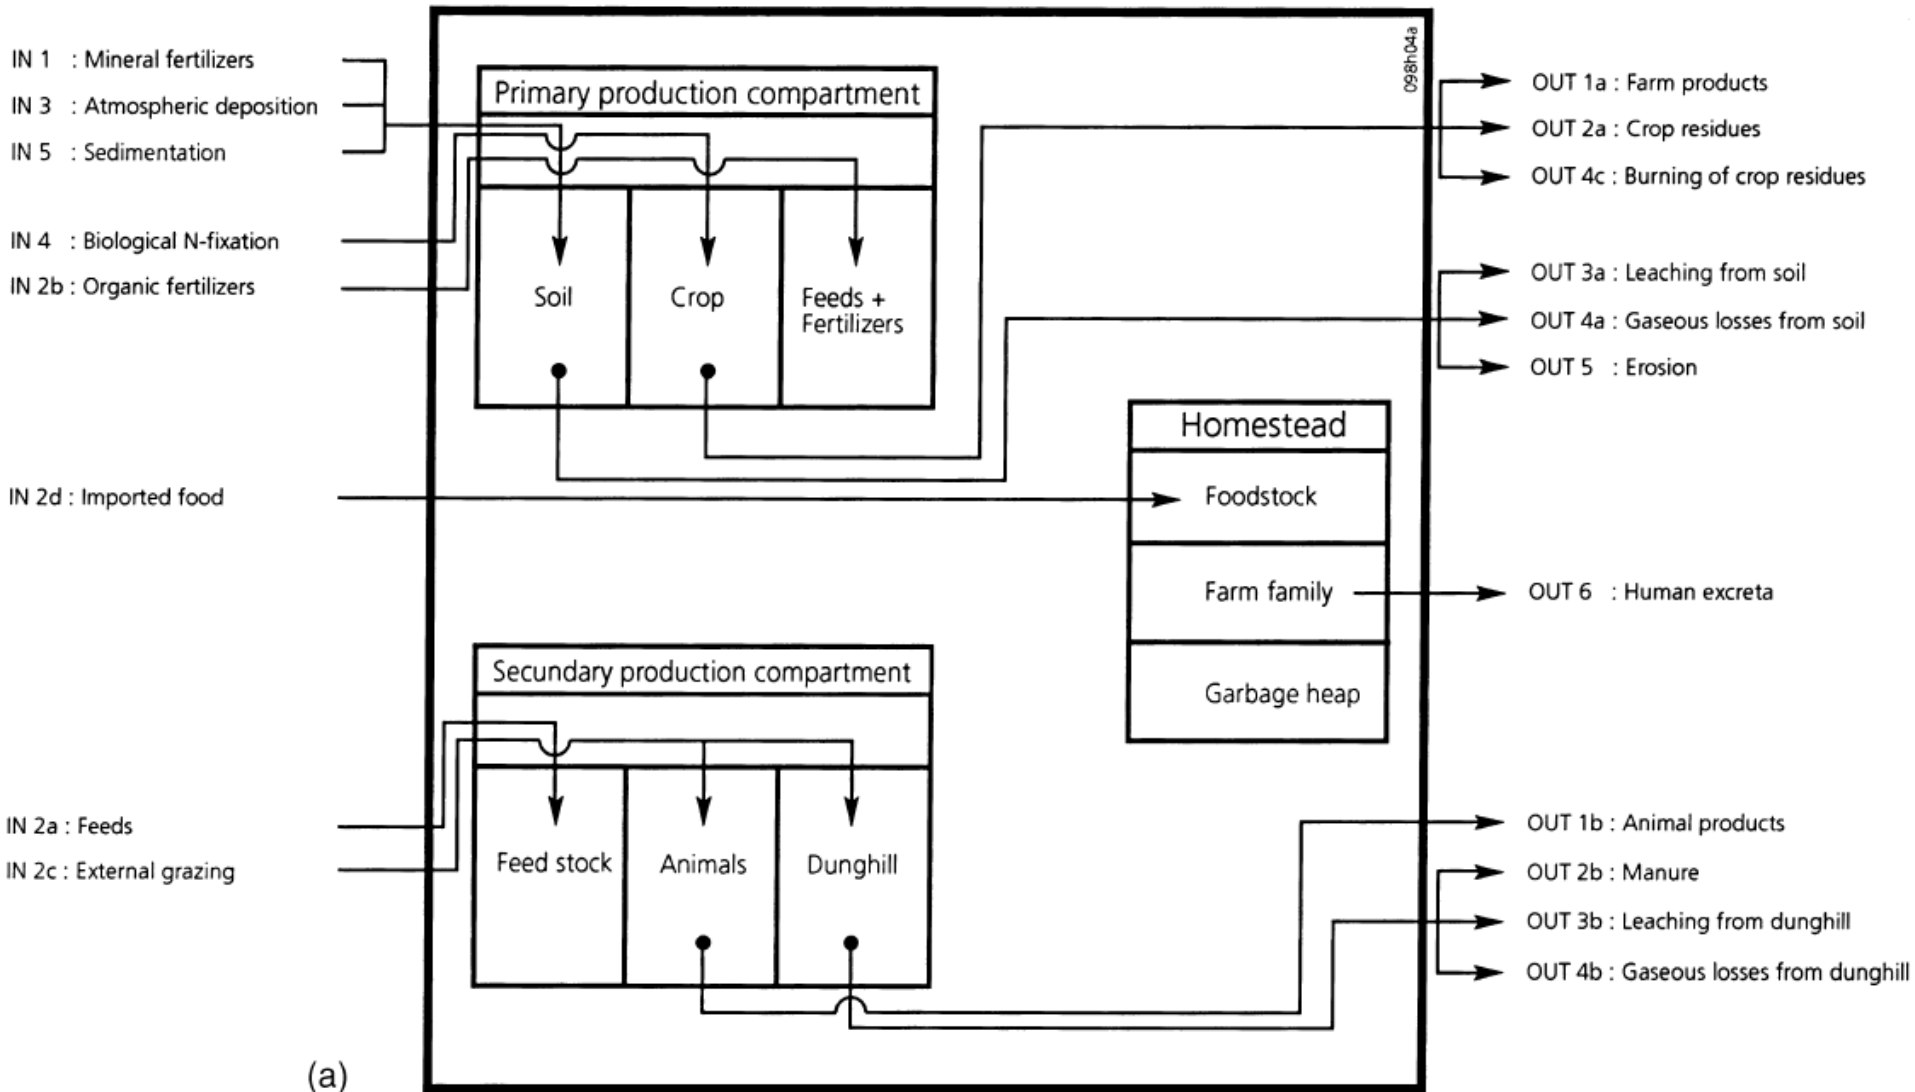 IN 1 : Mineral fertilizers
IN 3 : Atmospheric deposition
IN 5 : Sedimentation
IN 4 : Biological N-fixation
IN 2b : Organic fertilizers
IN 2d : Imported food
IN 2a : Feeds
IN 2c : External grazing
098h04a
Primary production compartment
Soil
Crop
Feeds +
Fertilizers
Homestead
Foodstock
Farm family
Garbage heap
Secundary production compartment
Feed stock
Animals
Dunghill
OUT 1a : Farm products
OUT 2a : Crop residues
OUT 4c : Burning of crop residues
OUT 3a : Leaching from soil
OUT 4a : Gaseous losses from soil
OUT 5 : Erosion
OUT 6 : Human excreta
OUT 1b : Animal products
OUT 2b : Manure
OUT 3b : Leaching from dunghill
OUT 4b : Gaseous losses from dunghill
(a)